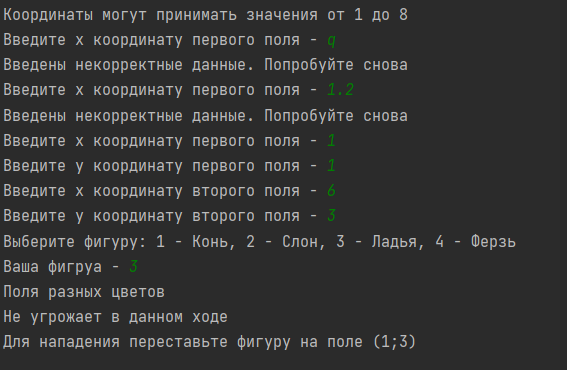 Координаты могут принимать значения от 1 до 8
Введите x координату первого поля - q
Введены некорректные данные. Попробуйте снова
Введите x координату первого поля - 1.2
Введены некорректные данные. Попробуйте снова
Введите x координату первого поля - 1
Введите y координату первого поля - 1
Введите x координату второго поля - 6
Введите y координату второго поля - 3
Выберите фигуру: 1 - Конь, 2 - Слон, 3 - Ладья, 4 - Ферзь
Ваша фигруа - 3
Поля разных цветов
Не угрожает в данном ходе
Для нападения переставьте фигуру на поле (1;3)